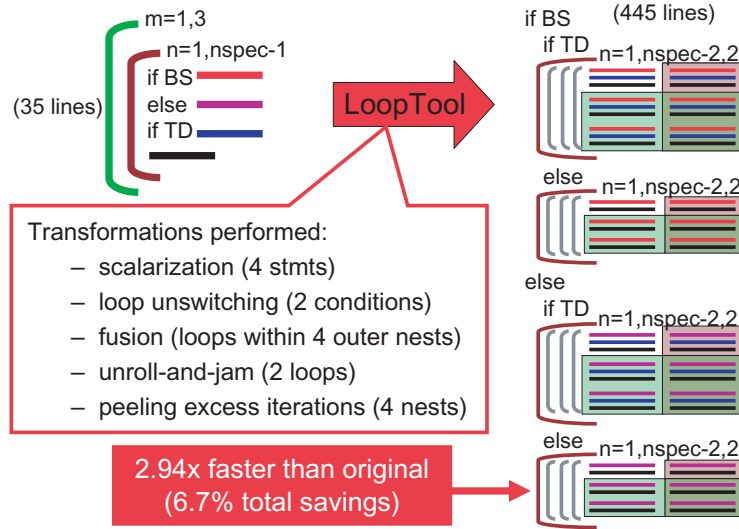 m=1,3
n=1,nspec-1
if BS
(35 lines)
else
if TD
LoopTool
Transformations performed:
– scalarization (4 stmts)
– loop unswitching (2 conditions)
– fusion (loops within 4 outer nests)
– unroll-and-jam (2 loops)
– peeling excess iterations (4 nests)
2.94x faster than original
(6.7% total savings)
(445 lines)
if BS
if TD
n=1,nspec-2,2
else
n=1,nspec-2,2
else
if TD
n=1,nspec-2,2
else
n=1,nspec-2,2